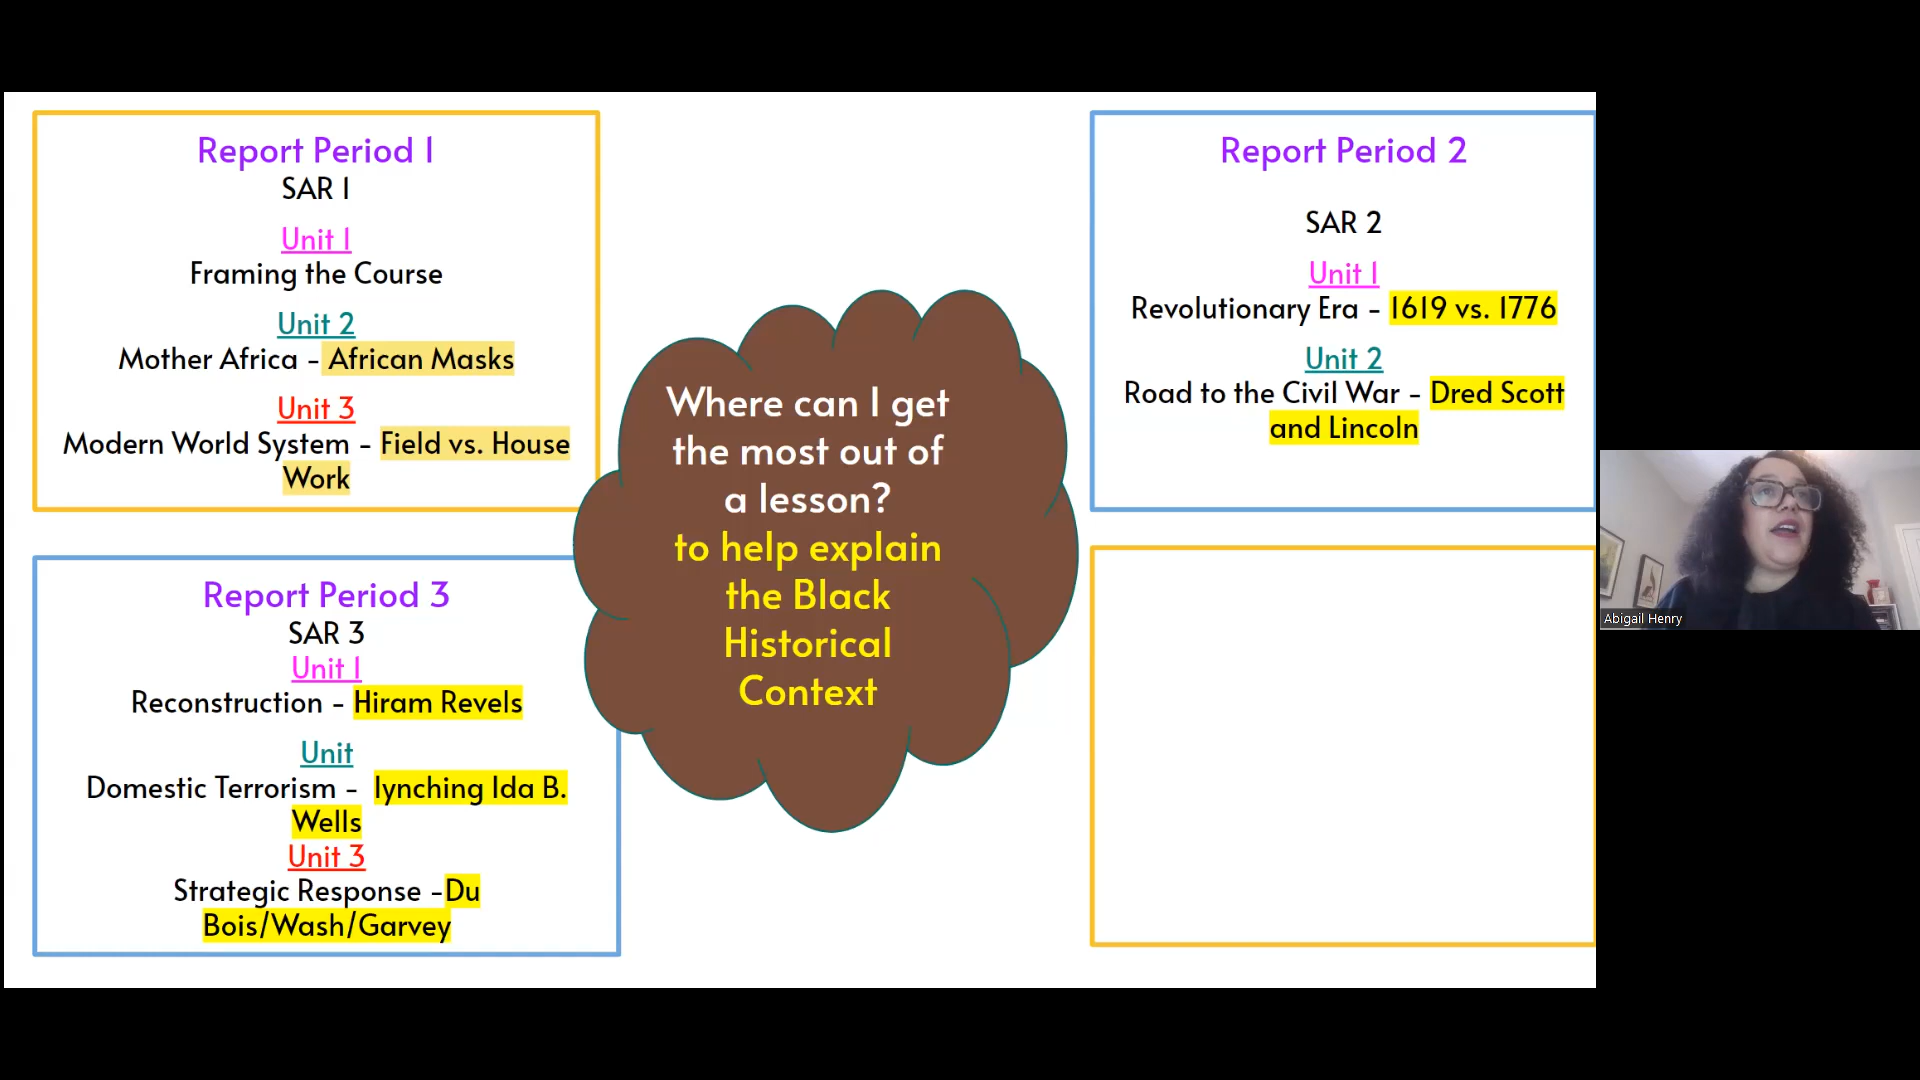 Report Period 1
SAR 1
Unit 1
Framing the Course
Unit 2
Mother Africa - African Masks
Unit 3
Modern World System - Field vs. House
Work
Report Period 2
SAR 2
Unit 1
Revolutionary Era - 1619 vs. 1776
Unit 2
Road to the Civil War - Dred Scott
and Lincoln
Where can I get
the most out of
a lesson?
to help explain
the Black
Historical
Context
Report Period 3
SAR 3
Unit 1
Reconstruction - Hiram Revels
Unit
Domestic Terrorism - lynching Ida B.
Wells
Unit 3
Strategic Response -Du
Bois/Wash/Garvey
Abigail Henry